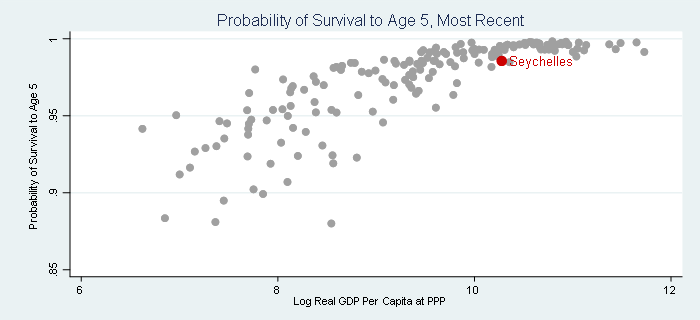 Probability of Survival to Age 5, Most Recent
Probability of Survival to Age 5
1
.95
.9
.85
Seychelles
6
8
10
12
Log Real GDP Per Capita at PPP